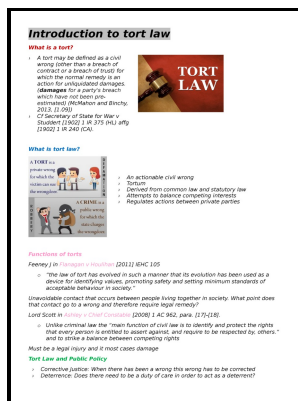 Introduction to tort law
What is a tort?
› A tort may be defined as a civil
wrong (other than a breach of
contract or a breach of trust) for
which the normal remedy is an
action for unliquidated damages.
(damages for a party's breach
which have not been pre-
estimated) (McMahon and Binchy,
2013, [1.09])
› Cf Secretary of State for War v
Studdert [1902] 1 IR 375 (HL) affg
[1902] 1 IR 240 (CA).
TORT
LAW
What is tort law?
A TORT is a
private wrong
for which the
victim can sue
the wrongdoer.
A CRIME is a
public wrong
for which the
state charges
the wrongdoer.
› An actionable civil wrong
› Tortum
› Derived from common law and statutory law
› Attempts to balance competing interests
› Regulates actions between private parties
Functions of torts
Feeney J in Flanagan v Houlihan [2011] IEHC 105
o "the law of tort has evolved in such a manner that its evolution has been used as a
device for identifying values, promoting safety and setting minimum standards of
acceptable behaviour in society."
Unavoidable contact that occurs between people living together in society. What point does
that contact go to a wrong and therefore require legal remedy?
Lord Scott in Ashley v Chief Constable [2008] 1 AC 962, para. [17]-[18].
o Unlike criminal law the "main function of civil law is to identify and protect the rights
that every person is entitled to assert against, and require to be respected by, others."
and to strike a balance between competing rights
Must be a legal injury and it most cases damage
Tort Law and Public Policy
› Corrective Justice: When there has been a wrong this wrong has to be corrected
› Deterrence: Does there need to be a duty of care in order to act as a deterrent?